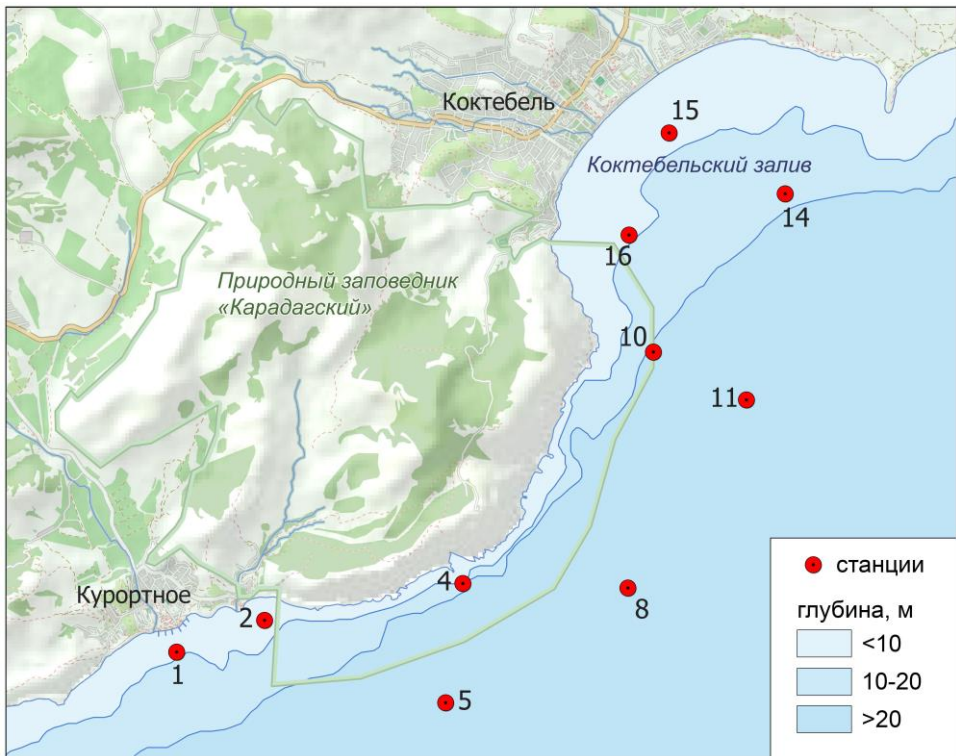 Коктебель
15
Коктебельский залив
14
16
Природный заповедник
«Карадагский»
10
11
4
Курортное
2
8
1
5
станции
глубина, м
<10
10-20
>20